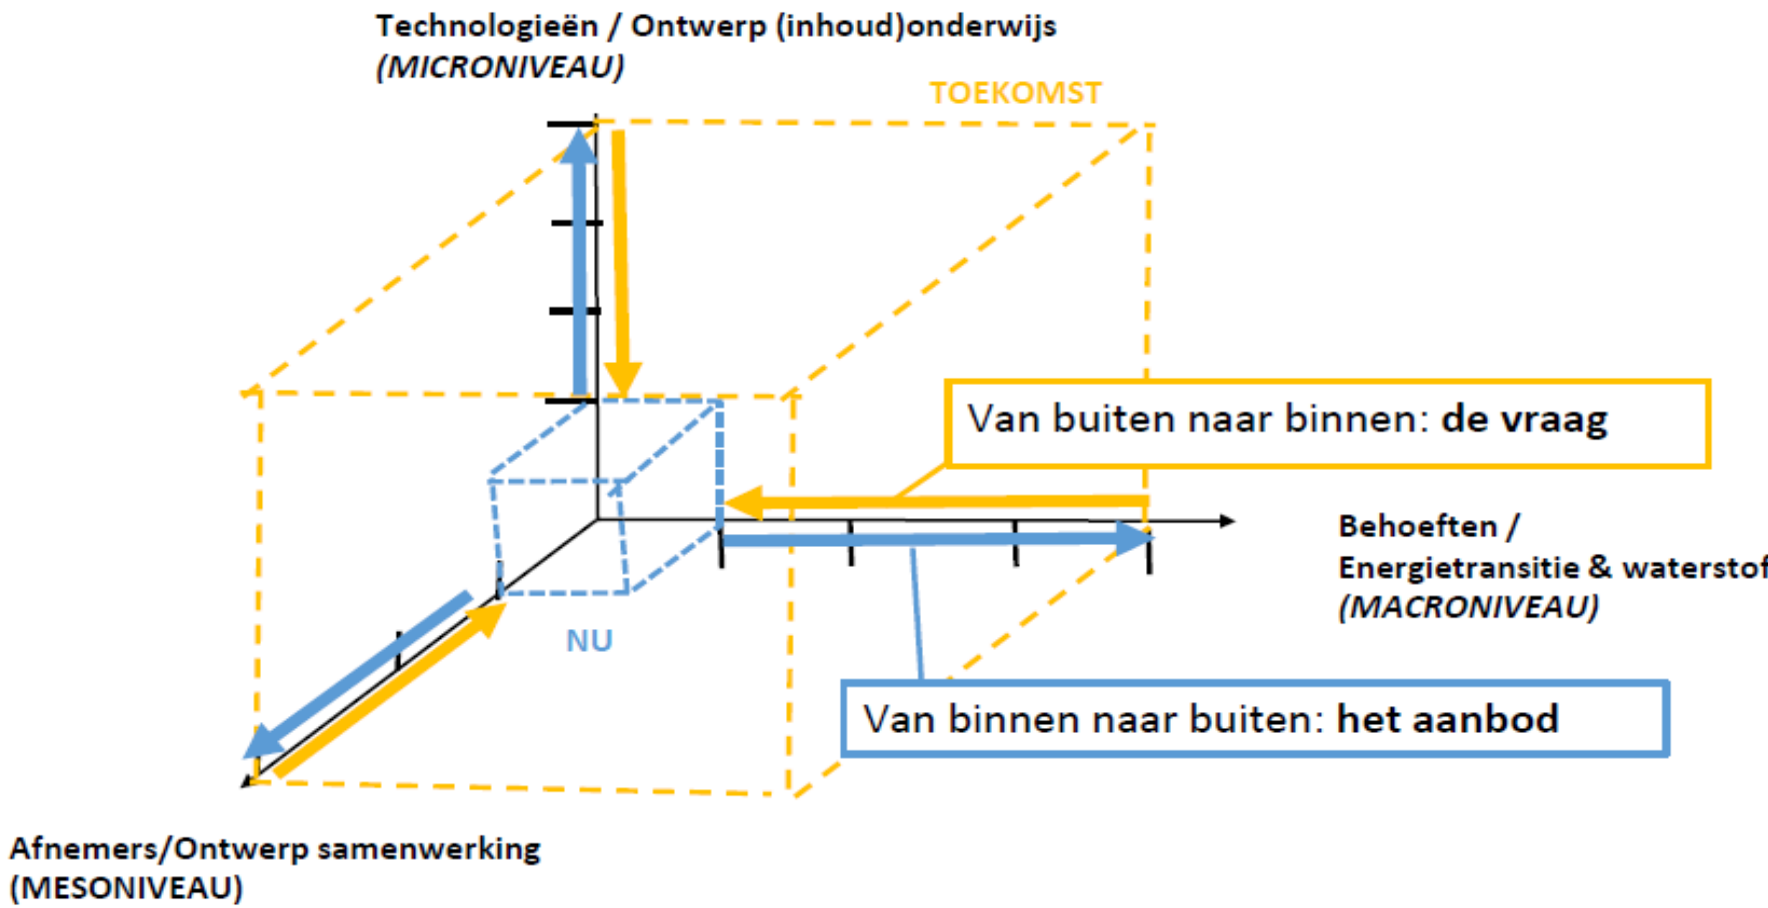 Technologieën / Ontwerp (inhoud)onderwijs
(MICRONIVEAU)
TOEKOMST
Van buiten naar binnen: de vraag
Behoeften /
Energietransitie & waterstof
(MACRONIVEAU)
NU
Van binnen naar buiten: het aanbod
Afnemers/Ontwerp samenwerking
(MESONIVEAU)